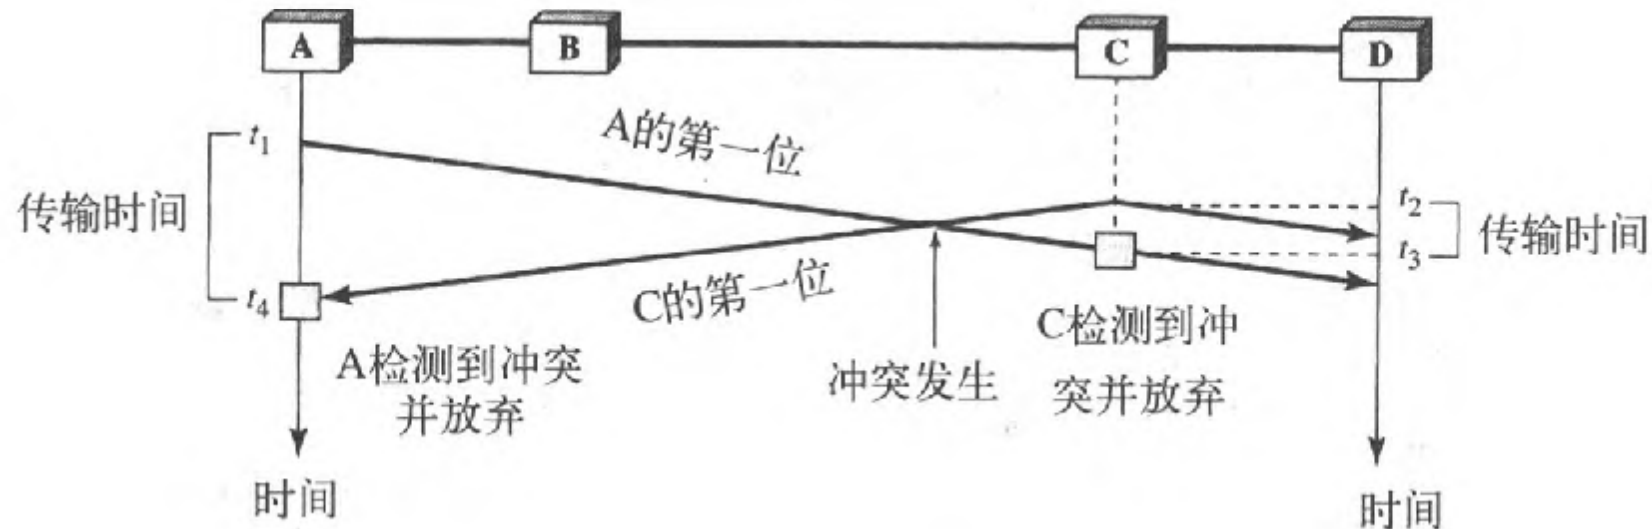 A
B
C
D
t1
A的第一位
t2
传输时间
传输时间
t3
t4
C的第一位
C检测到冲
突并放弃
A检测到冲突
并放弃
冲突发生
时间
时间